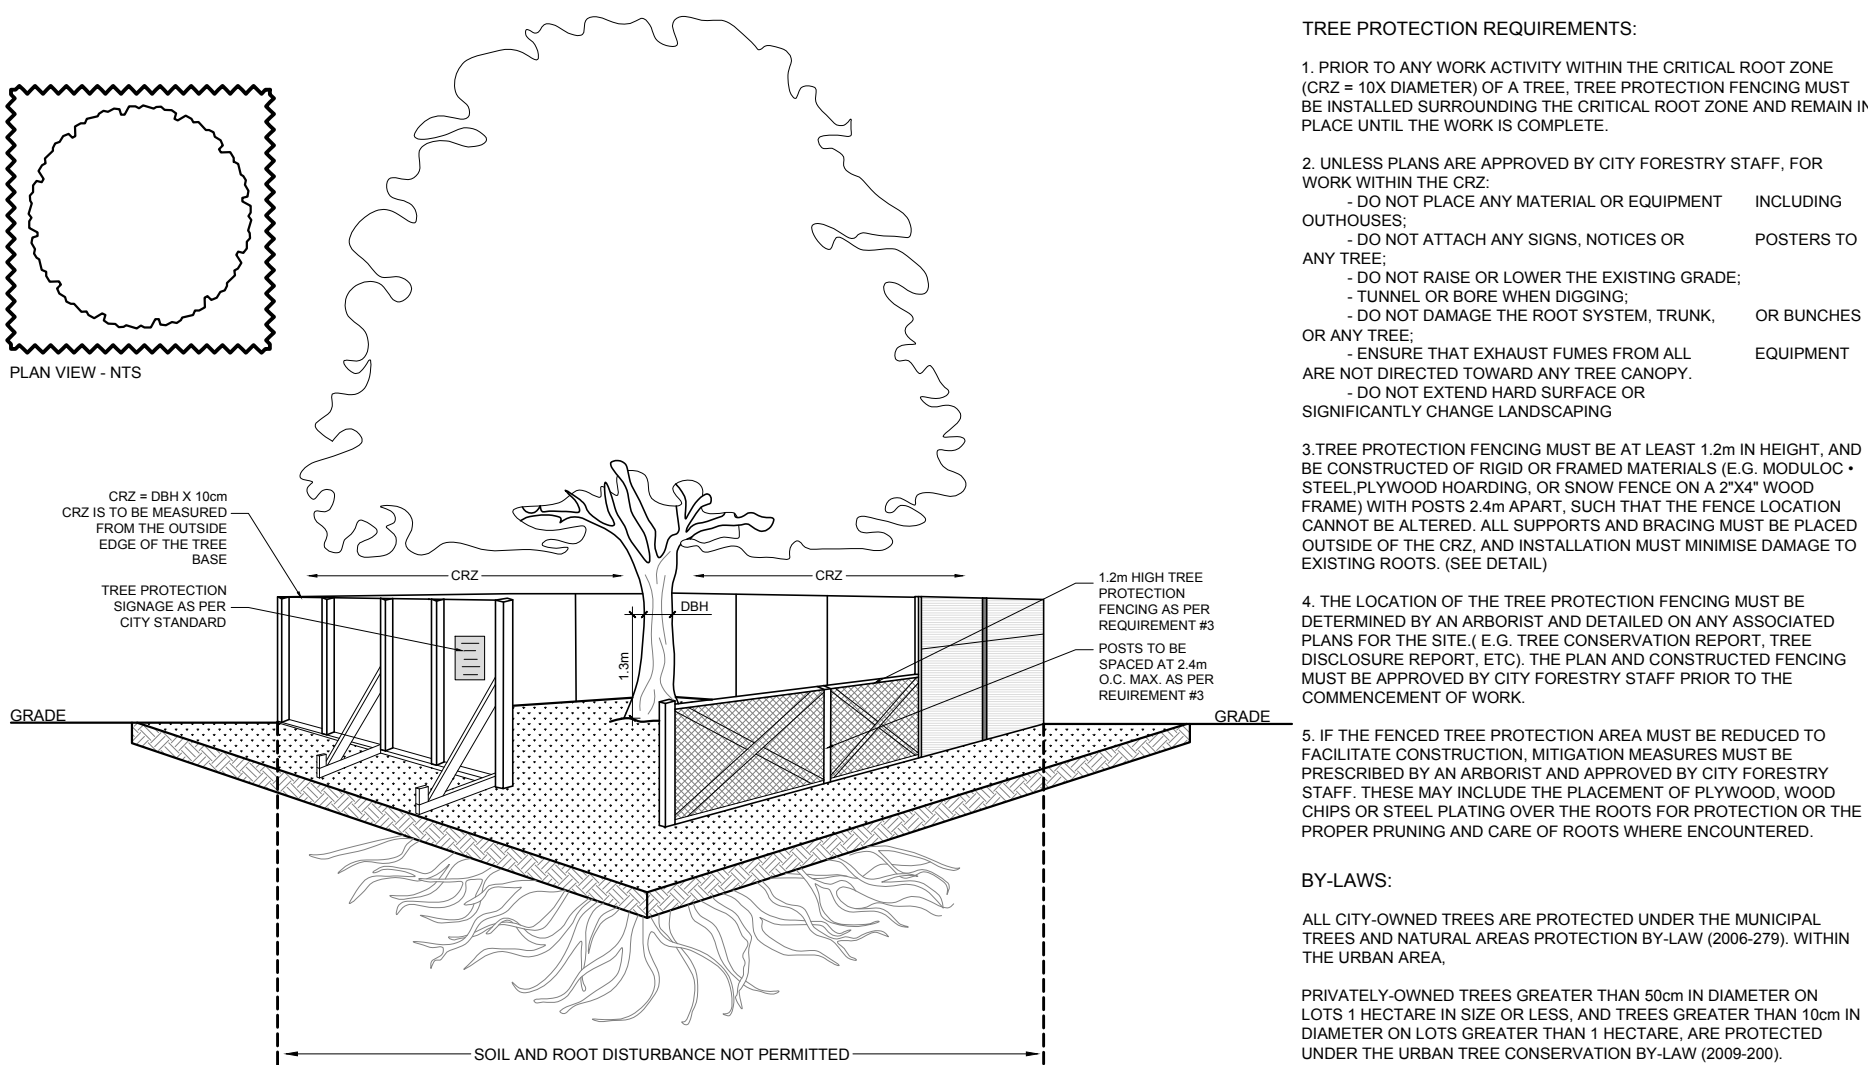 PLAN VIEW - NTS
CRZ = DBH X 10cm
CRZ IS TO BE MEASURED
FROM THE OUTSIDE
EDGE OF THE TREE
BASE
TREE PROTECTION
SIGNAGE AS PER
CITY STANDARD
CRZ
CRZ
DBH
1.3m
1.2m HIGH TREE
PROTECTION
FENCING AS PER
REQUIREMENT #3
POSTS TO BE
SPACED AT 2.4m
O.C. MAX. AS PER
REUIREMENT #3
GRADE
GRADE
SOIL AND ROOT DISTURBANCE NOT PERMITTED
TREE PROTECTION REQUIREMENTS:
1. PRIOR TO ANY WORK ACTIVITY WITHIN THE CRITICAL ROOT ZONE
(CRZ = 10X DIAMETER) OF A TREE, TREE PROTECTION FENCING MUST
BE INSTALLED SURROUNDING THE CRITICAL ROOT ZONE AND REMAIN IN
PLACE UNTIL THE WORK IS COMPLETE.
2. UNLESS PLANS ARE APPROVED BY CITY FORESTRY STAFF, FOR
WORK WITHIN THE CRZ:
- DO NOT PLACE ANY MATERIAL OR EQUIPMENT INCLUDING
OUTHOUSES;
- DO NOT ATTACH ANY SIGNS, NOTICES OR POSTERS TO
ANY TREE;
- DO NOT RAISE OR LOWER THE EXISTING GRADE;
- TUNNEL OR BORE WHEN DIGGING;
- DO NOT DAMAGE THE ROOT SYSTEM, TRUNK, OR BUNCHES
OR ANY TREE;
- ENSURE THAT EXHAUST FUMES FROM ALL EQUIPMENT
ARE NOT DIRECTED TOWARD ANY TREE CANOPY.
- DO NOT EXTEND HARD SURFACE OR
SIGNIFICANTLY CHANGE LANDSCAPING
3.TREE PROTECTION FENCING MUST BE AT LEAST 1.2m IN HEIGHT, AND
BE CONSTRUCTED OF RIGID OR FRAMED MATERIALS (E.G. MODULOC •
STEEL,PLYWOOD HOARDING, OR SNOW FENCE ON A 2"X4" WOOD
FRAME) WITH POSTS 2.4m APART, SUCH THAT THE FENCE LOCATION
CANNOT BE ALTERED. ALL SUPPORTS AND BRACING MUST BE PLACED
OUTSIDE OF THE CRZ, AND INSTALLATION MUST MINIMISE DAMAGE TO
EXISTING ROOTS. (SEE DETAIL)
4. THE LOCATION OF THE TREE PROTECTION FENCING MUST BE
DETERMINED BY AN ARBORIST AND DETAILED ON ANY ASSOCIATED
PLANS FOR THE SITE.( E.G. TREE CONSERVATION REPORT, TREE
DISCLOSURE REPORT, ETC). THE PLAN AND CONSTRUCTED FENCING
MUST BE APPROVED BY CITY FORESTRY STAFF PRIOR TO THE
COMMENCEMENT OF WORK.
5. IF THE FENCED TREE PROTECTION AREA MUST BE REDUCED TO
FACILITATE CONSTRUCTION, MITIGATION MEASURES MUST BE
PRESCRIBED BY AN ARBORIST AND APPROVED BY CITY FORESTRY
STAFF. THESE MAY INCLUDE THE PLACEMENT OF PLYWOOD, WOOD
CHIPS OR STEEL PLATING OVER THE ROOTS FOR PROTECTION OR THE
PROPER PRUNING AND CARE OF ROOTS WHERE ENCOUNTERED.
BY-LAWS:
ALL CITY-OWNED TREES ARE PROTECTED UNDER THE MUNICIPAL
TREES AND NATURAL AREAS PROTECTION BY-LAW (2006-279). WITHIN
THE URBAN AREA,
PRIVATELY-OWNED TREES GREATER THAN 50cm IN DIAMETER ON
LOTS 1 HECTARE IN SIZE OR LESS, AND TREES GREATER THAN 10cm IN
DIAMETER ON LOTS GREATER THAN 1 HECTARE, ARE PROTECTED
UNDER THE URBAN TREE CONSERVATION BY-LAW (2009-200).